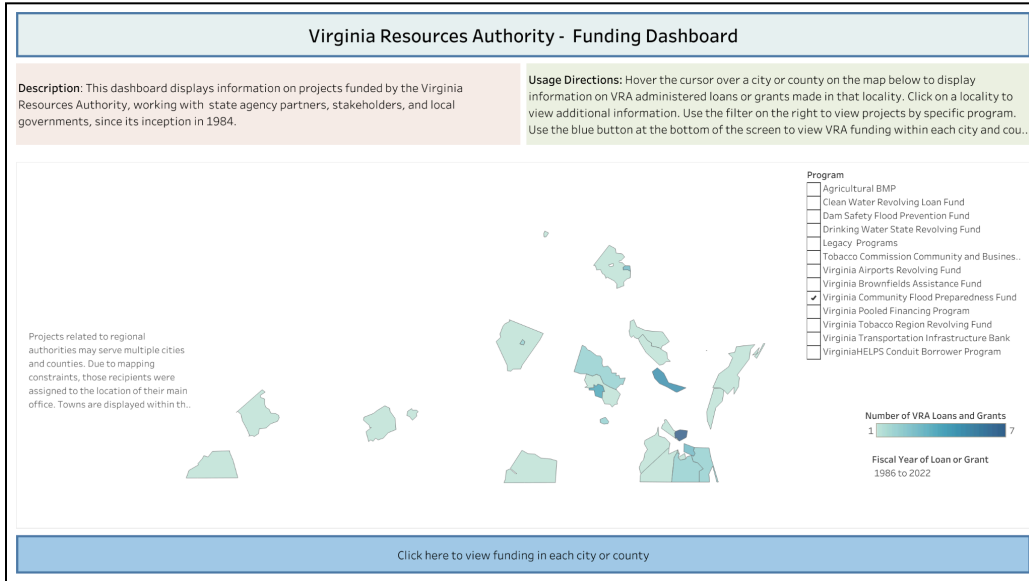 Virginia Resources Authority - Funding Dashboard
Description: This dashboard displays information on projects funded by the Virginia
Resources Authority, working with state agency partners, stakeholders, and local
governments, since its inception in 1984.
Usage Directions: Hover the cursor over a city or county on the map below to display
information on VRA administered loans or grants made in that locality. Click on a locality to
view additional information. Use the filter on the right to view projects by specific program.
Use the blue button at the bottom of the screen to view VRA funding within each city and cou..
Program
Agricultural BMP
Clean Water Revolving Loan Fund
Dam Safety Flood Prevention Fund
Drinking Water State Revolving Fund
Legacy Programs
Tobacco Commission Community and Busines..
Virginia Airports Revolving Fund
Virginia Brownfields Assistance Fund
Virginia Community Flood Preparedness Fund
Virginia Pooled Financing Program
Virginia Tobacco Region Revolving Fund
Virginia Transportation Infrastructure Bank
VirginiaHELPS Conduit Borrower Program
Projects related to regional
authorities may serve multiple cities
and counties. Due to mapping
constraints, those recipients were
assigned to the location of their main
office. Towns are displayed within th..
Number of VRA Loans and Grants
1 7
Fiscal Year of Loan or Grant
1986 to 2022
Click here to view funding in each city or county